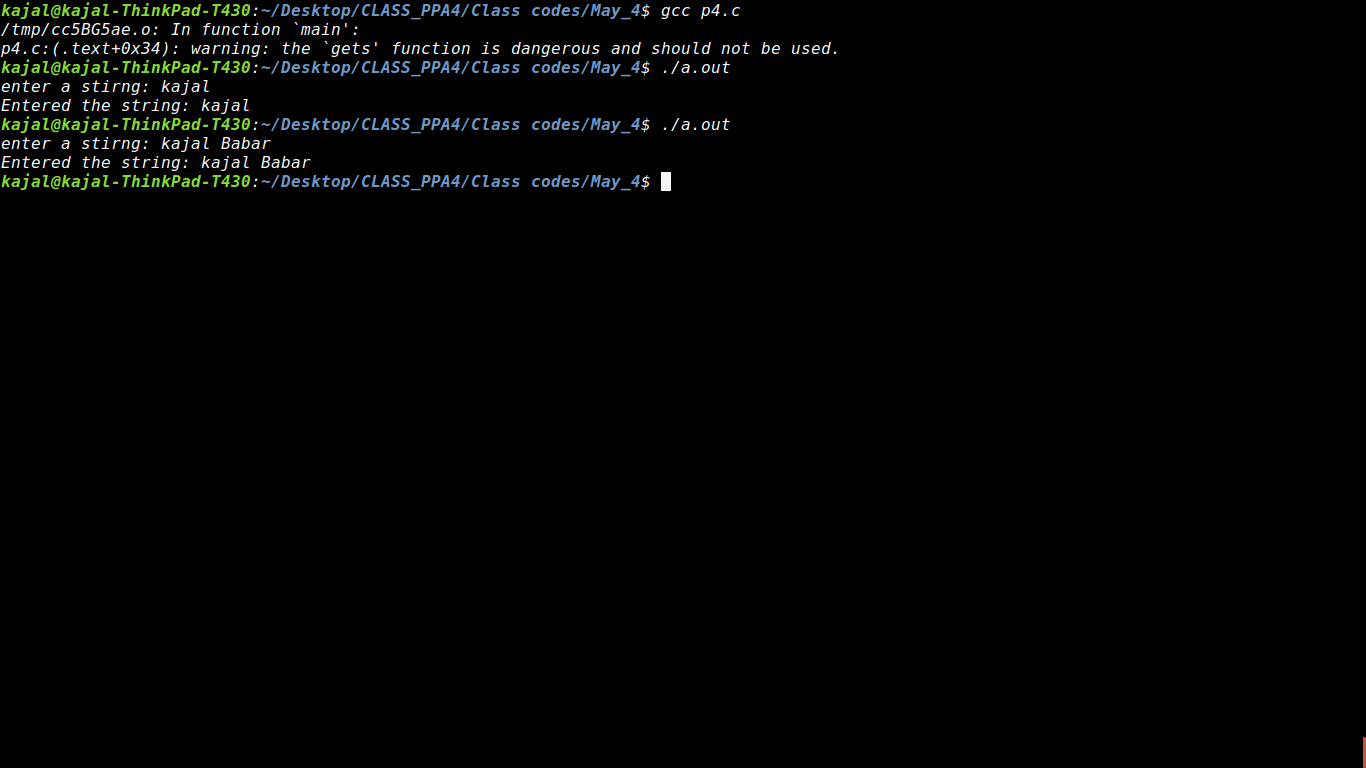 kajal@kajal-ThinkPad-T430:~/Desktop/CLASS_PPA4/Class codes/May_4$ gcc p4.c
/tmp/cc5BG5ae.o: In function `main':
p4.c:(.text+0x34): warning: the `gets' function is dangerous and should not be used.
kajal@kajal-ThinkPad-T430:~/Desktop/CLASS_PPA4/Class codes/May_4$ ./a.out
enter a stirng: kajal
Entered the string: kajal
kajal@kajal-ThinkPad-T430:~/Desktop/CLASS_PPA4/Class codes/May_4$ ./a.out
enter a stirng: kajal Babar
Entered the string: kajal Babar
kajal@kajal-ThinkPad-T430:~/Desktop/CLASS_PPA4/Class codes/May_4$